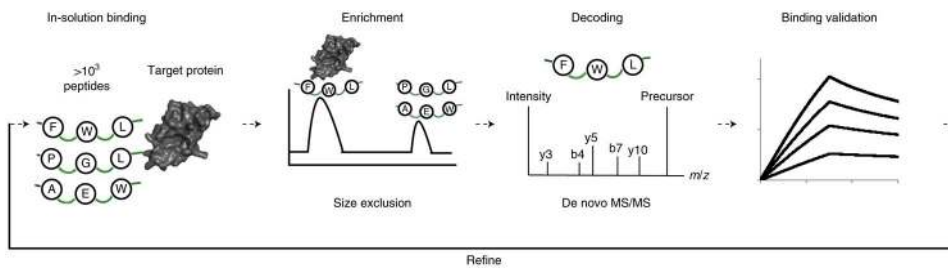 In-solution binding
Enrichment
Decoding
Binding validation
>10³
peptides
Target protein
F W L
P G L
A E W
F W L
P G L
A E W
F W L
Intensity
Precursor
y3
b4
y5
b7
y10
m/z
Size exclusion
De novo MS/MS
Refine